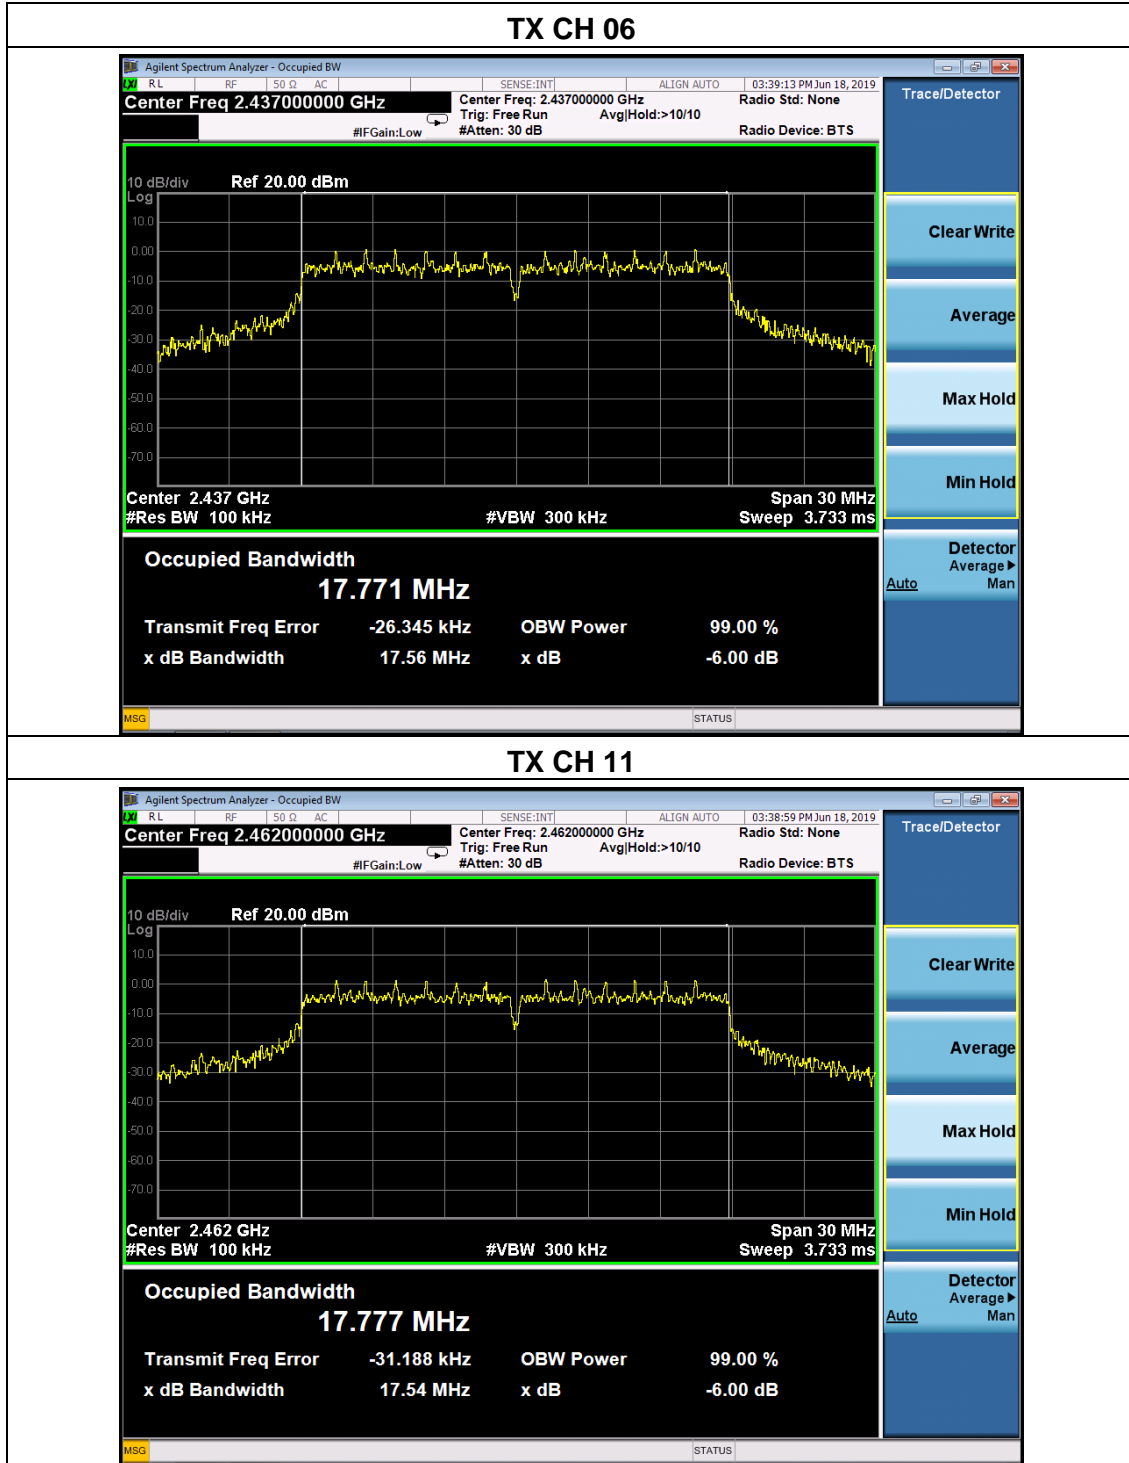 TX CH 06
Agilent Spectrum Analyzer - Occupied BW
LXI RL RF 50 Ω AC SENSE:INT ALIGN AUTO 03:39:13 PM Jun 18, 2019
Center Freq 2.437000000 GHz
Center Freq: 2.437000000 GHz Radio Std: None
Trig: Free Run Avg|Hold:>10/10
#IFGain:Low #Atten: 30 dB Radio Device: BTS
Trace/Detector
10 dB/div Ref 20.00 dBm
Log
10.0
0.00
-10.0
-20.0
-30.0
-40.0
-50.0
-60.0
-70.0
Center 2.437 GHz Span 30 MHz
#Res BW 100 kHz #VBW 300 kHz Sweep 3.733 ms
Clear Write
Average
Max Hold
Min Hold
Detector
Average
Auto Man
Occupied Bandwidth
17.771 MHz
Transmit Freq Error -26.345 kHz OBW Power 99.00 %
x dB Bandwidth 17.56 MHz x dB -6.00 dB
MSG STATUS
TX CH 11
Agilent Spectrum Analyzer - Occupied BW
LXI RL RF 50 Ω AC SENSE:INT ALIGN AUTO 03:38:59 PM Jun 18, 2019
Center Freq 2.462000000 GHz
Center Freq: 2.462000000 GHz Radio Std: None
Trig: Free Run Avg|Hold:>10/10
#IFGain:Low #Atten: 30 dB Radio Device: BTS
Trace/Detector
10 dB/div Ref 20.00 dBm
Log
10.0
0.00
-10.0
-20.0
-30.0
-40.0
-50.0
-60.0
-70.0
Center 2.462 GHz Span 30 MHz
#Res BW 100 kHz #VBW 300 kHz Sweep 3.733 ms
Clear Write
Average
Max Hold
Min Hold
Detector
Average
Auto Man
Occupied Bandwidth
17.777 MHz
Transmit Freq Error -31.188 kHz OBW Power 99.00 %
x dB Bandwidth 17.54 MHz x dB -6.00 dB
MSG STATUS